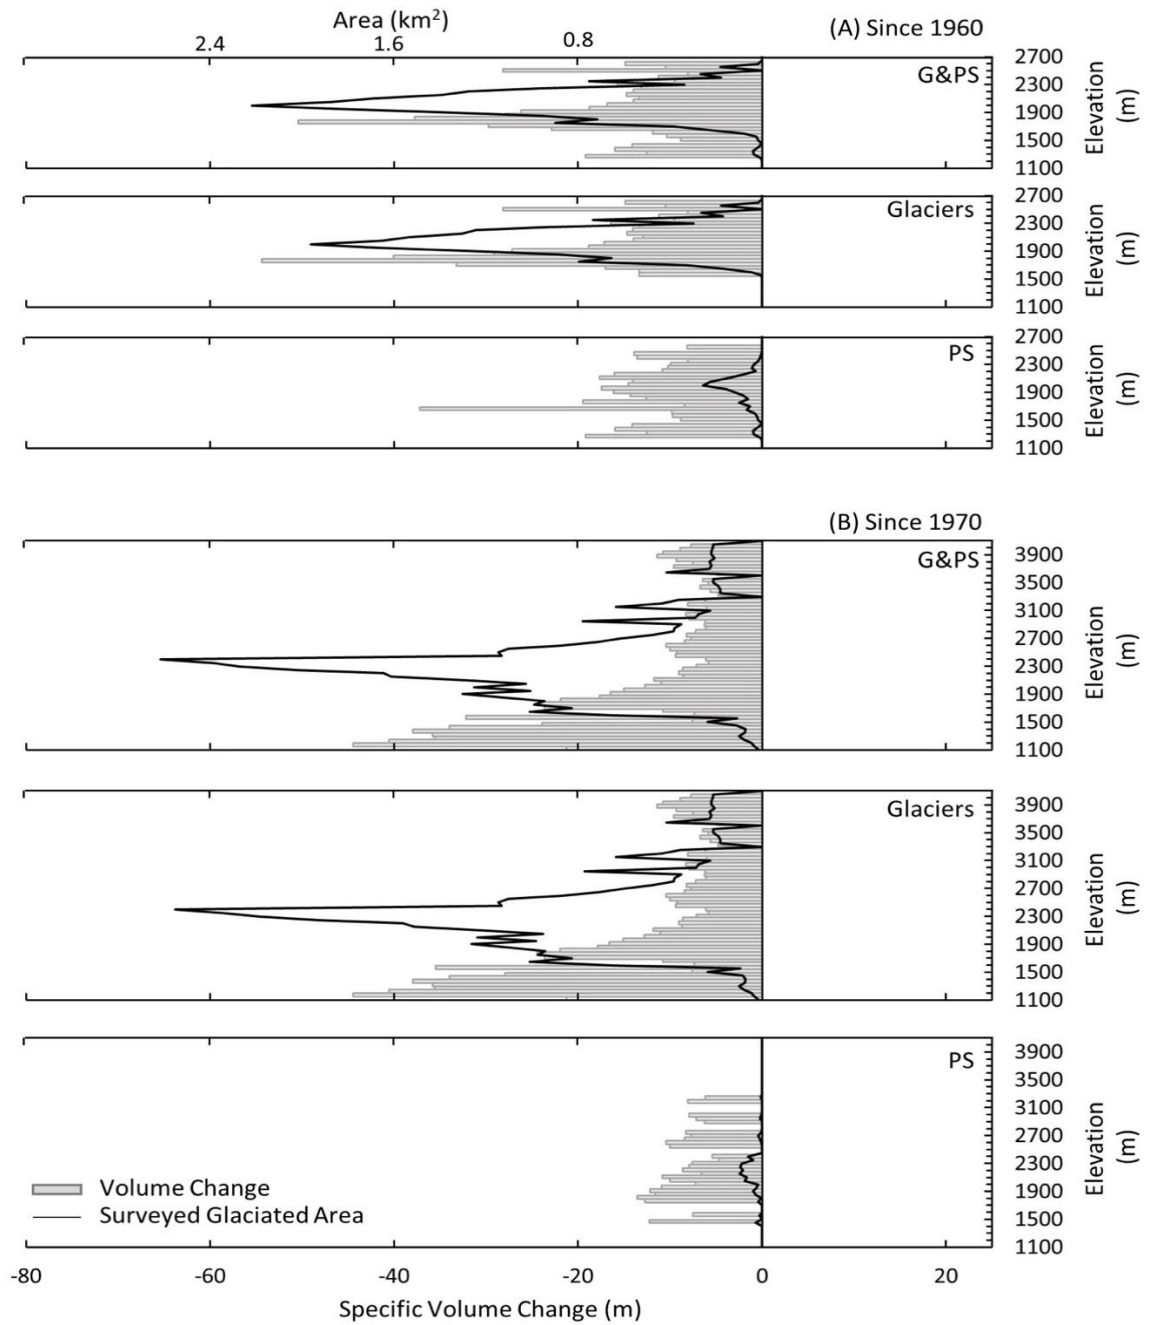 Area (km²)
(A) Since 1960
2.4 1.6 0.8
G&PS
2700
2300
1900
1500
1100
Elevation
(m)
Glaciers
2700
2300
1900
1500
1100
Elevation
(m)
PS
2700
2300
1900
1500
1100
Elevation
(m)
(B) Since 1970
G&PS
3900
3500
3100
2700
2300
1900
1500
1100
Elevation
(m)
Glaciers
3900
3500
3100
2700
2300
1900
1500
1100
Elevation
(m)
PS
3900
3500
3100
2700
2300
1900
1500
1100
Elevation
(m)
Volume Change
Surveyed Glaciated Area
-80 -60 -40 -20 0 20
Specific Volume Change (m)